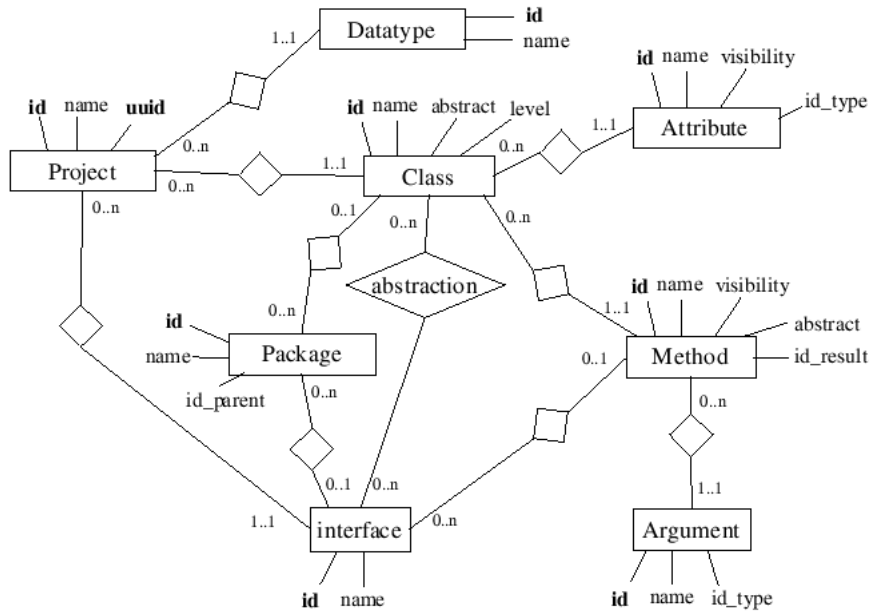 id
Datatype
name
1..1
id name visibility
id name uuid
id name abstract level
id_type
Attribute
0..n
1..1
0..n
Project
0..n
1..1
Class
0..n
0..1
0..n
0..n
abstraction
id name visibility
1..1
abstract
id
0..n
name
Package
Method
id_result
0..1
id_parent
0..n
0..n
0..1
0..n
1..1
1..1
interface
0..n
Argument
id name
id name id_type